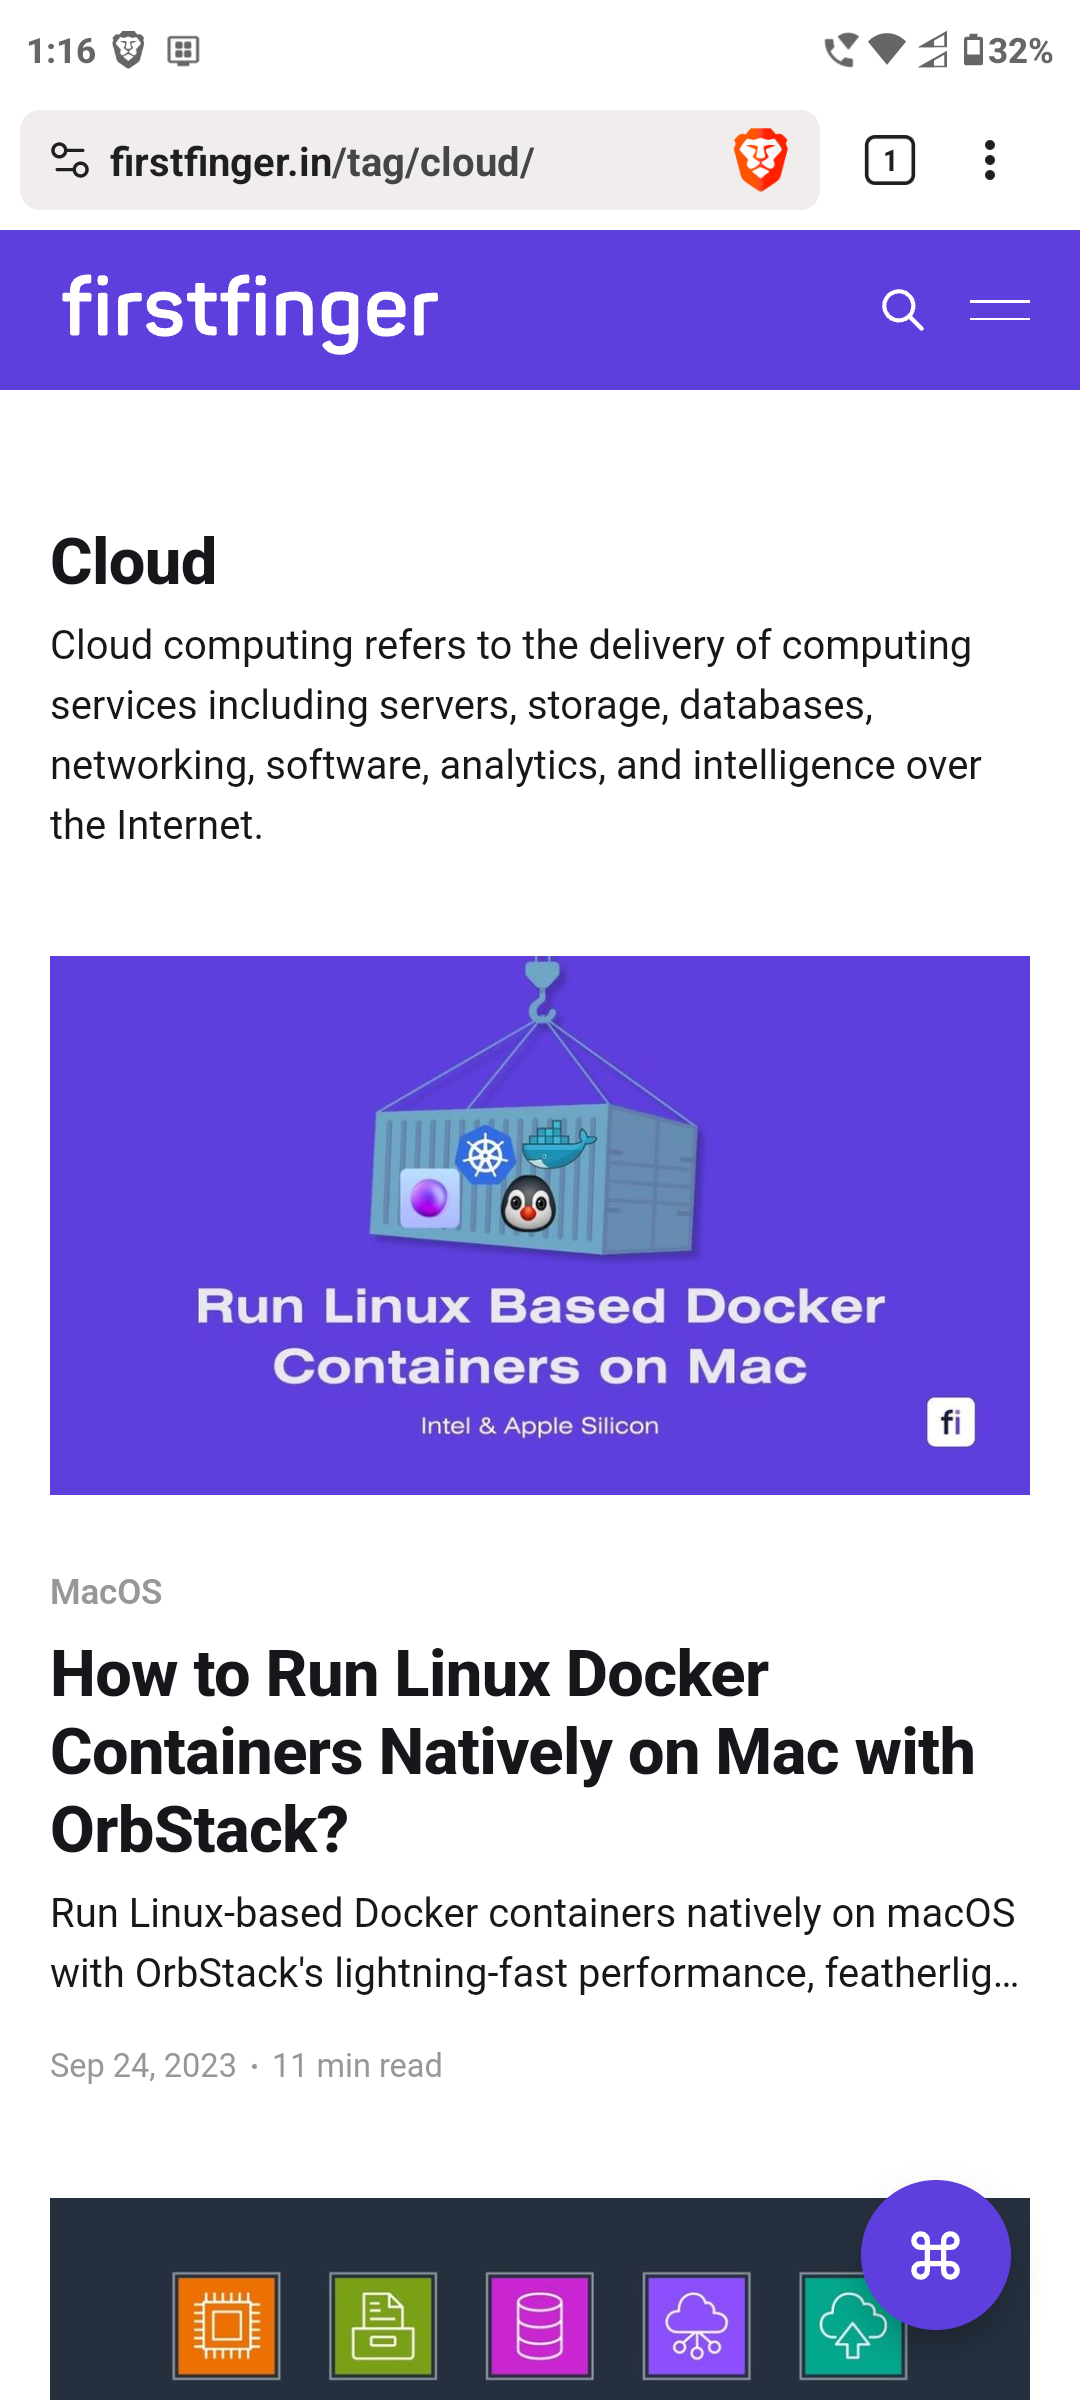 1:16
32%
firstfinger.in/tag/cloud/
1
firstfinger
Cloud
Cloud computing refers to the delivery of computing
services including servers, storage, databases,
networking, software, analytics, and intelligence over
the Internet.
Run Linux Based Docker
Containers on Mac
Intel & Apple Silicon
fi
MacOS
How to Run Linux Docker
Containers Natively on Mac with
OrbStack?
Run Linux-based Docker containers natively on macOS
with OrbStack's lightning-fast performance, featherlig...
Sep 24, 2023 • 11 min read